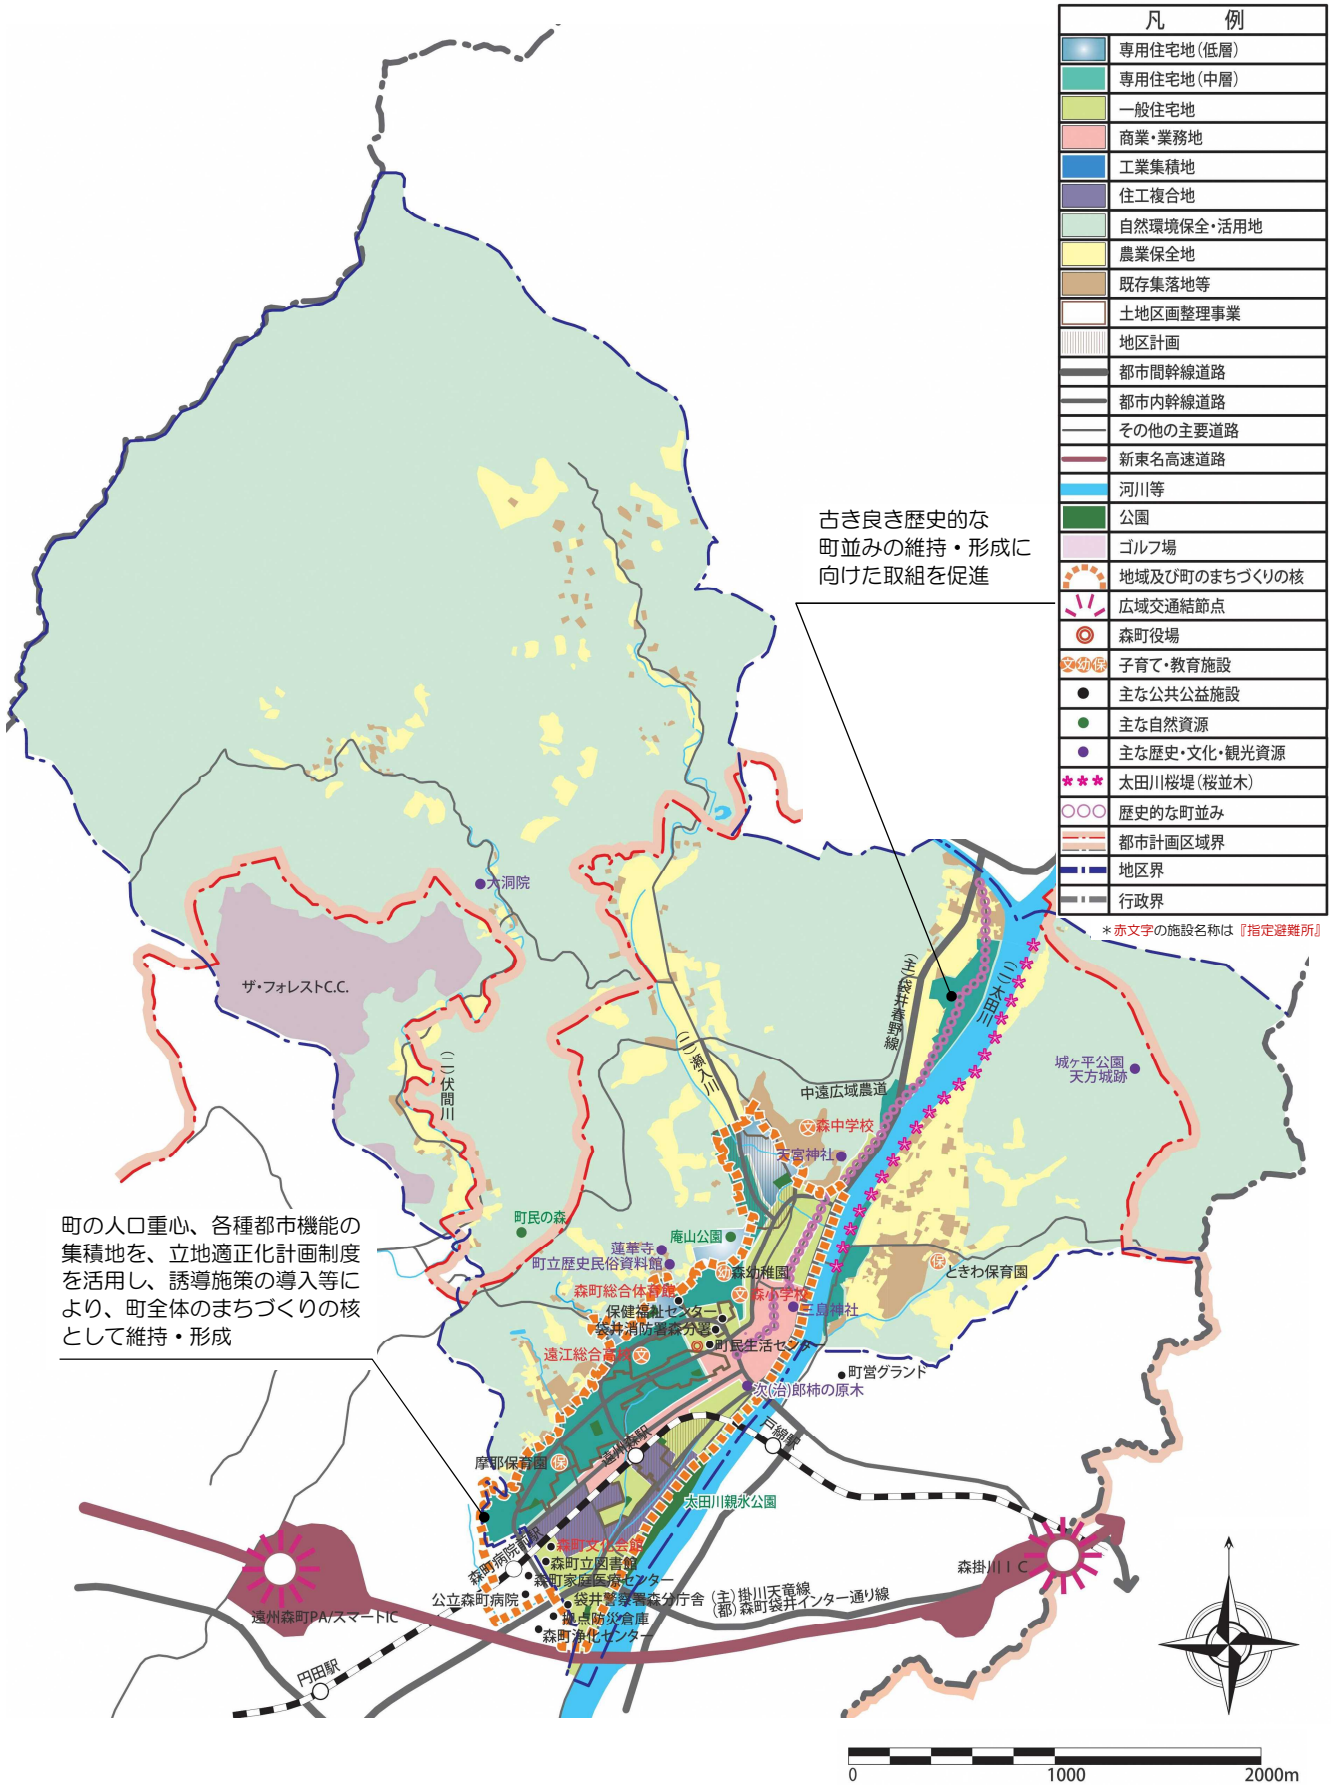 凡 例
専用住宅地(低層)
専用住宅地(中層)
一般住宅地
商業・業務地
工業集積地
住工複合地
自然環境保全・活用地
農業保全地
既存集落地等
土地区画整理事業
地区計画
都市間幹線道路
都市内幹線道路
その他の主要道路
新東名高速道路
河川等
公園
ゴルフ場
地域及び町のまちづくりの核
広域交通結節点
森町役場
文幼保 子育て・教育施設
主な公共公益施設
主な自然資源
主な歴史・文化・観光資源
太田川桜堤(桜並木)
歴史的な町並み
都市計画区域界
地区界
行政界
＊赤文字の施設名称は『指定避難所』
古き良き歴史的な
町並みの維持・形成に
向けた取組を促進
大洞院
ザ・フォレストC.C.
(二)伏間川
(二)瀬入川
(主)袋井春野線
(二)太田川
中遠広域農道
城ヶ平公園
天方城跡
文 森中学校
天宮神社
町民の森
庵山公園
蓮華寺
町立歴史民俗資料館
幼 森幼稚園
保 ときわ保育園
森町総合体育館
文 森小学校
保健福祉センター
三島神社
袋井消防署森分署
町民生活センター
遠江総合高校 文
町営グランド
次(治)郎柿の原木
町の人口重心、各種都市機能の
集積地を、立地適正化計画制度
を活用し、誘導施策の導入等に
より、町全体のまちづくりの核
として維持・形成
遠州森駅
戸綿駅
摩耶保育園 保
太田川親水公園
森町病院前駅
森町文化会館
森町立図書館
森町家庭医療センター
公立森町病院
袋井警察署森分庁舎
拠点防災倉庫
森町浄化センター
(主)掛川天竜線
(都)森町袋井インター通り線
森掛川IC
遠州森町PA/スマートIC
円田駅
0 1000 2000m